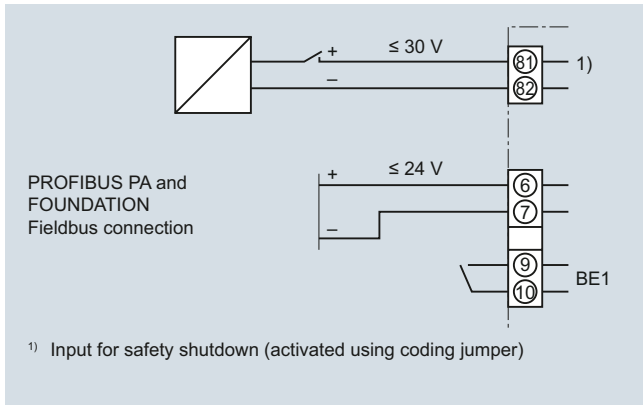 + ≤ 30 V
81 1)
– 82
+ ≤ 24 V
PROFIBUS PA and
FOUNDATION
Fieldbus connection
6
7
–
9
BE1
10
1) Input for safety shutdown (activated using coding jumper)